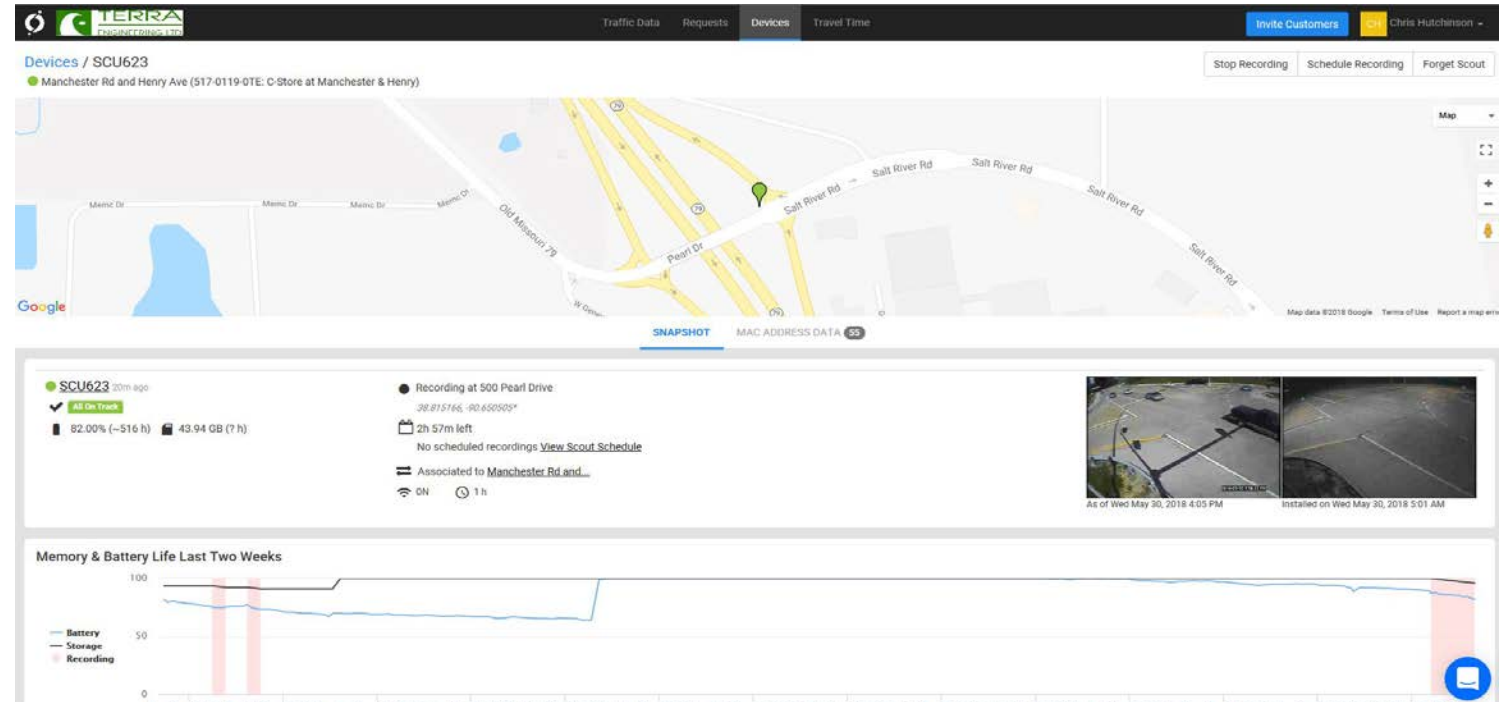 TERRA
ENGINEERING LTD
Traffic Data Requests Devices Travel Time
Invite Customers CH Chris Hutchinson
Devices / SCU623
Stop Recording Schedule Recording Forget Scout
Manchester Rd and Henry Ave (517-0119-0TE: C-Store at Manchester & Henry)
79
Map
Salt River Rd
Salt River Rd
Salt River Rd
Memc Dr Memc Dr Memc Dr Memc Dr
Old Missouri 79
79
Salt River Rd
Pearl Dr
Salt River Rd
W Gene
79
Google
Map data ©2018 Google Terms of Use Report a map erro
SNAPSHOT MAC ADDRESS DATA 55
SCU623 20m ago
All On Track
82.00% (~516 h) 43.94 GB (? h)
Recording at 500 Pearl Drive
38.815166, -90.650505*
2h 57m left
No scheduled recordings View Scout Schedule
Associated to Manchester Rd and...
ON 1 h
As of Wed May 30, 2018 4:05 PM
Installed on Wed May 30, 2018 5:01 AM
Memory & Battery Life Last Two Weeks
100
50
0
Battery
Storage
Recording